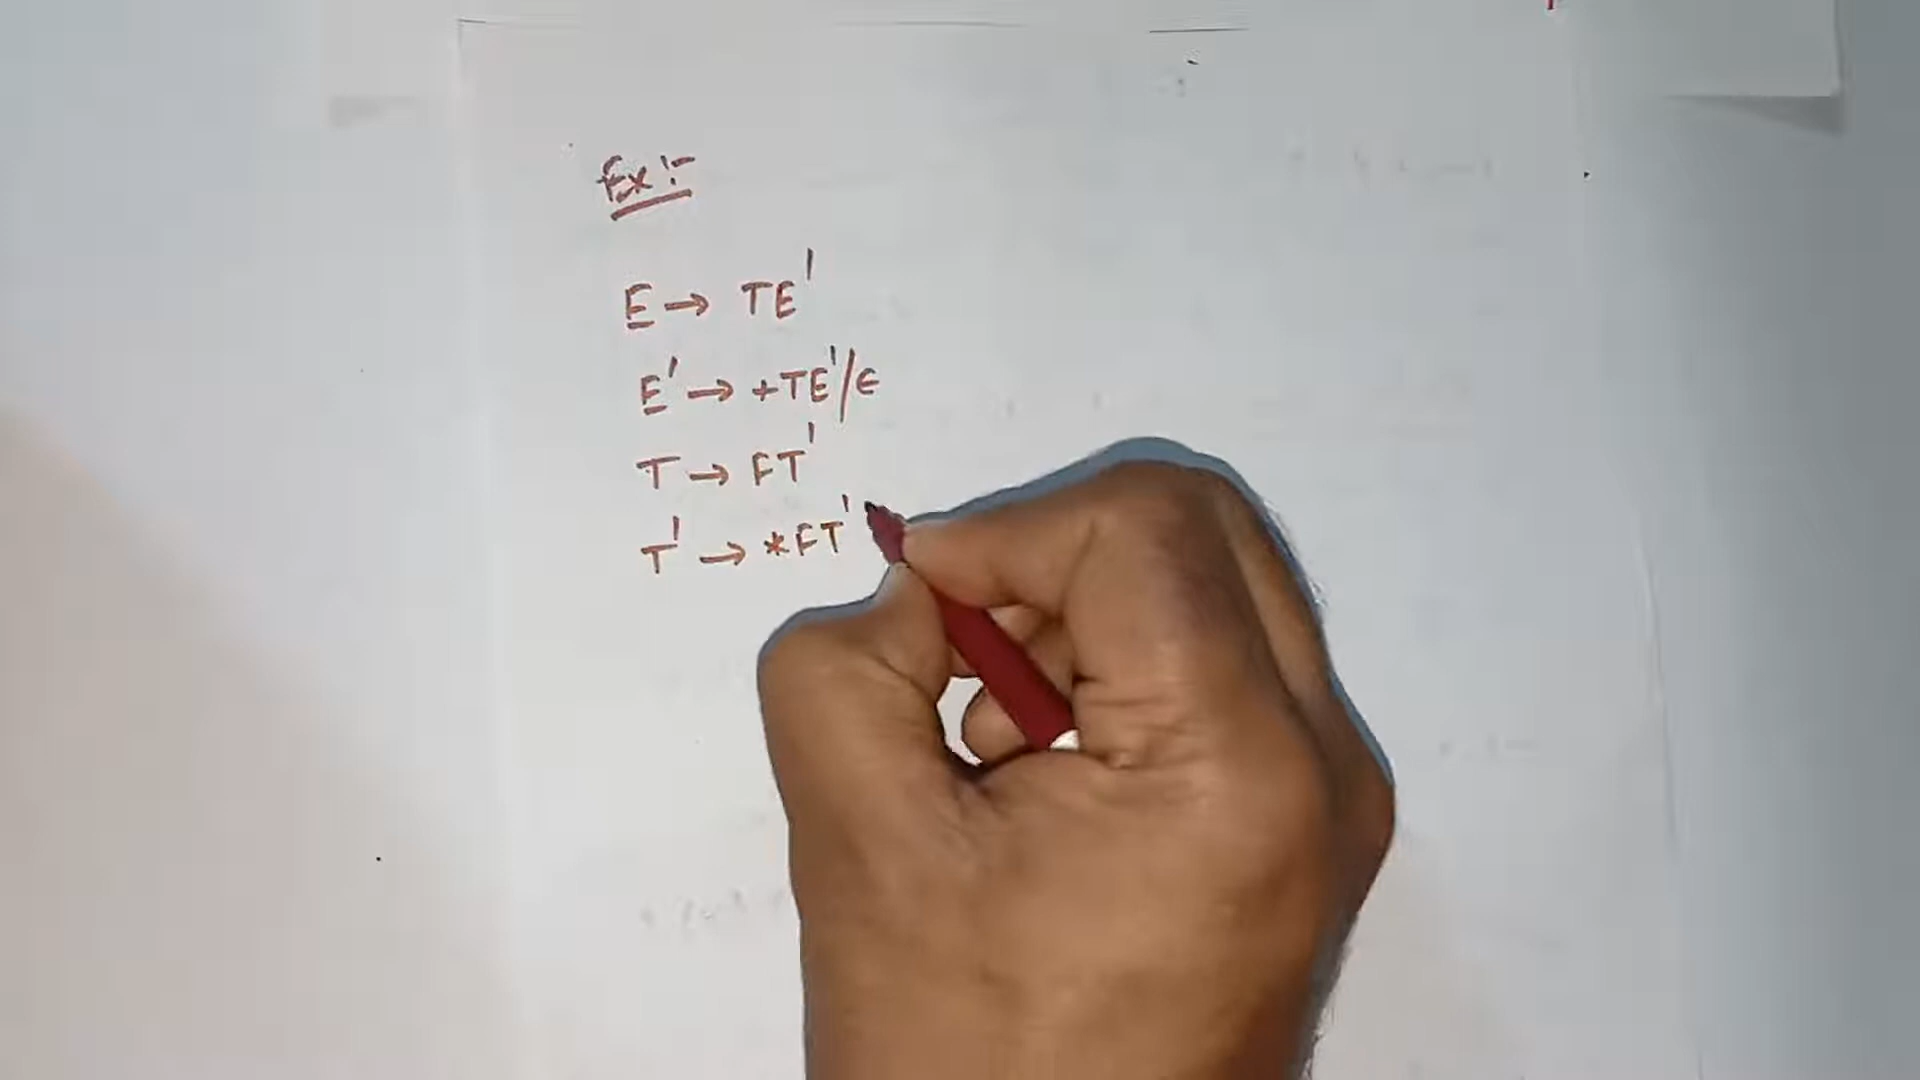 Ex:-
E → TE'
E' → +TE'/ϵ
T → FT'
T' → *FT'